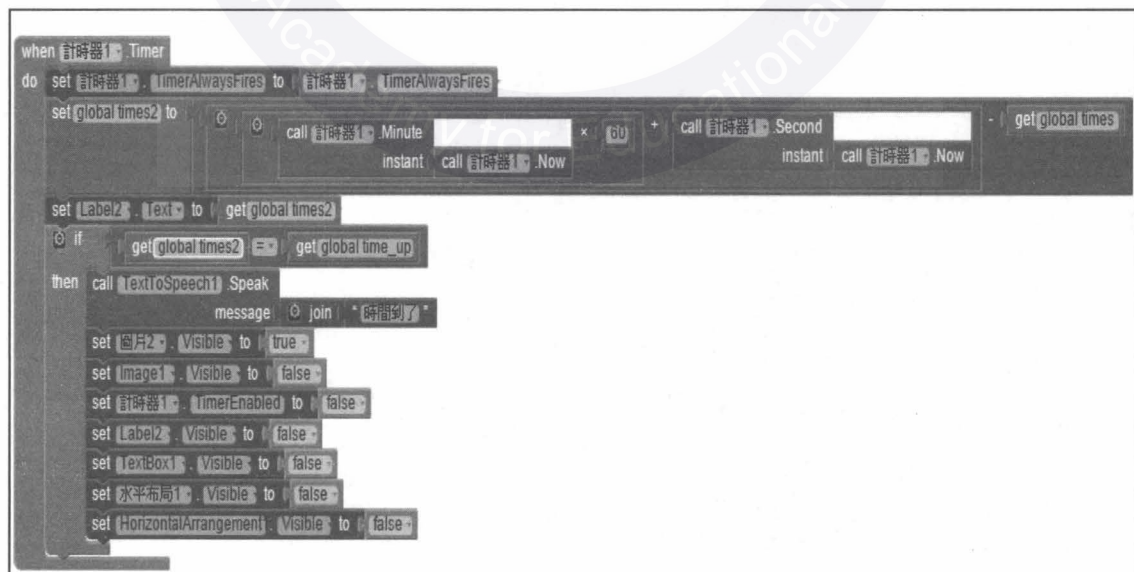 when 計時器1 .Timer
do set 計時器1 . TimerAlwaysFires to 計時器1 . TimerAlwaysFires
set global times2 to call 計時器1 .Minute × 60 + call 計時器1 .Second - get global times
instant call 計時器1 .Now instant call 計時器1 .Now
set Label2 . Text to get global times2
if get global times2 = get global time_up
then call TextToSpeech1 .Speak
message join " 時間到了 "
set 圖片2 . Visible to true
set Image1 . Visible to false
set 計時器1 . TimerEnabled to false
set Label2 . Visible to false
set TextBox1 . Visible to false
set 水平布局1 . Visible to false
set HorizontalArrangement1 . Visible to false